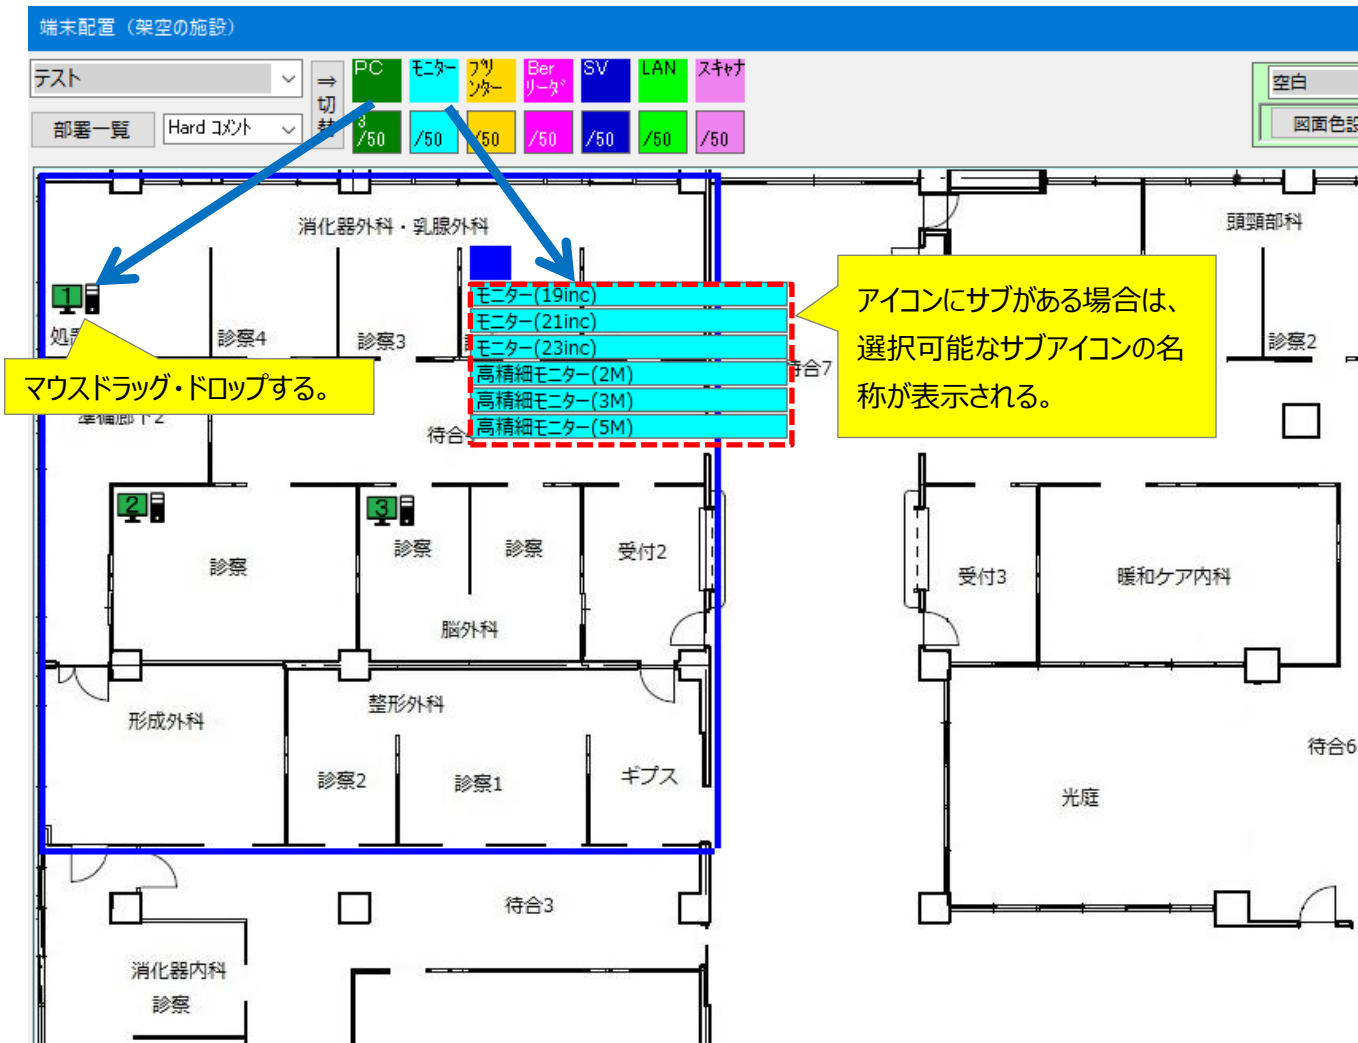 端末配置（架空の施設）
テスト
⇒
切
替
PC
モニター
プリ
ンター
Ber
リーダ
SV
LAN
スキャナ
空白
部署一覧
Hard コメント
3
/50
/50
/50
/50
/50
/50
/50
図面色設
消化器外科・乳腺外科
頭頸部科
1
モニター(19inc)
モニター(21inc)
モニター(23inc)
高精細モニター(2M)
高精細モニター(3M)
高精細モニター(5M)
アイコンにサブがある場合は、
選択可能なサブアイコンの名
称が表示される。
診察4
診察3
診察2
マウスドラッグ・ドロップする。
準備廊下2
待合
待合7
2
3
診察
診察
診察
受付2
受付3
暖和ケア内科
脳外科
形成外科
整形外科
診察2
診察1
ギプス
待合6
光庭
待合3
消化器内科
診察